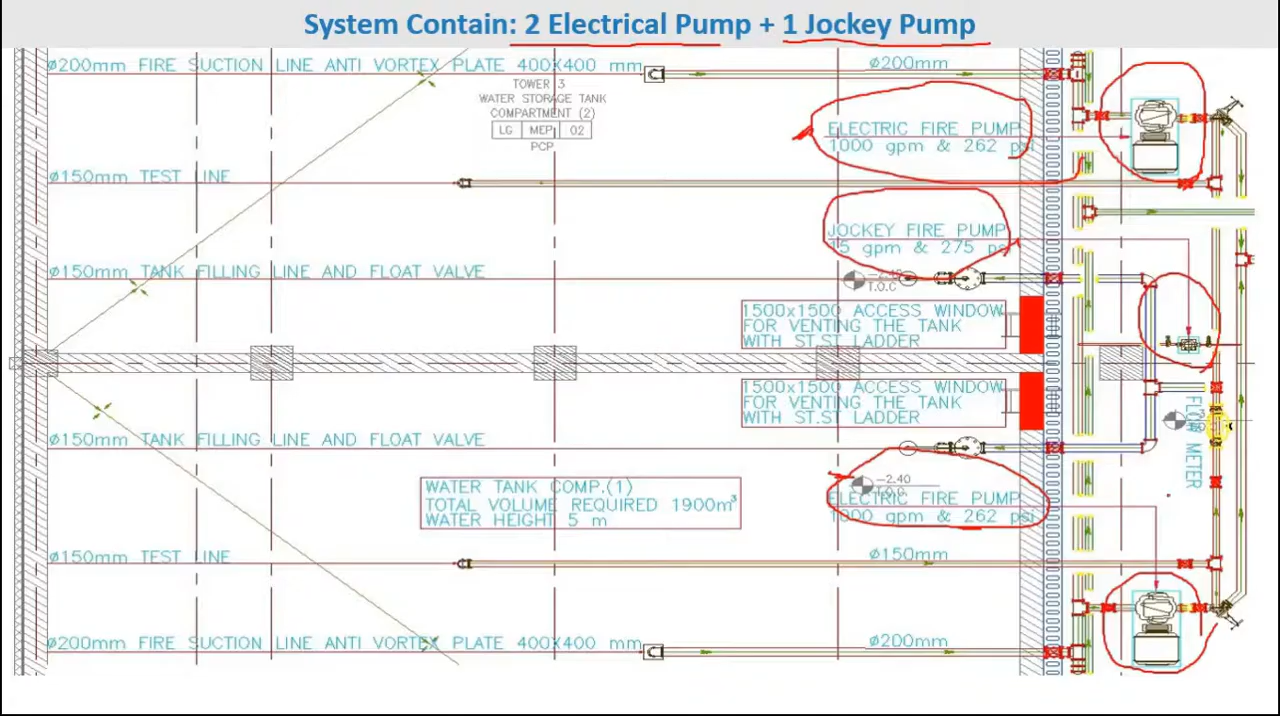 System Contain: 2 Electrical Pump + 1 Jockey Pump
Ø200mm FIRE SUCTION LINE ANTI VORTEX PLATE 400X400 mm
Ø200mm
TOWER 3
WATER STORAGE TANK
COMPARTMENT (2)
LG MEP 02
PCP
ELECTRIC FIRE PUMP
1000 gpm & 262 psi
Ø150mm TEST LINE
JOCKEY FIRE PUMP
15 gpm & 275 psi
Ø150mm TANK FILLING LINE AND FLOAT VALVE
T.O.C
1500x1500 ACCESS WINDOW
FOR VENTING THE TANK
WITH ST.ST LADDER
1500x1500 ACCESS WINDOW
FOR VENTING THE TANK
WITH ST.ST LADDER
FLOW METER
Ø150mm TANK FILLING LINE AND FLOAT VALVE
WATER TANK COMP.(1)
TOTAL VOLUME REQUIRED 1900m³
WATER HEIGHT 5 m
-2.40
T.O.C
ELECTRIC FIRE PUMP
1000 gpm & 262 psi
Ø150mm TEST LINE
Ø150mm
Ø200mm FIRE SUCTION LINE ANTI VORTEX PLATE 400X400 mm
Ø200mm